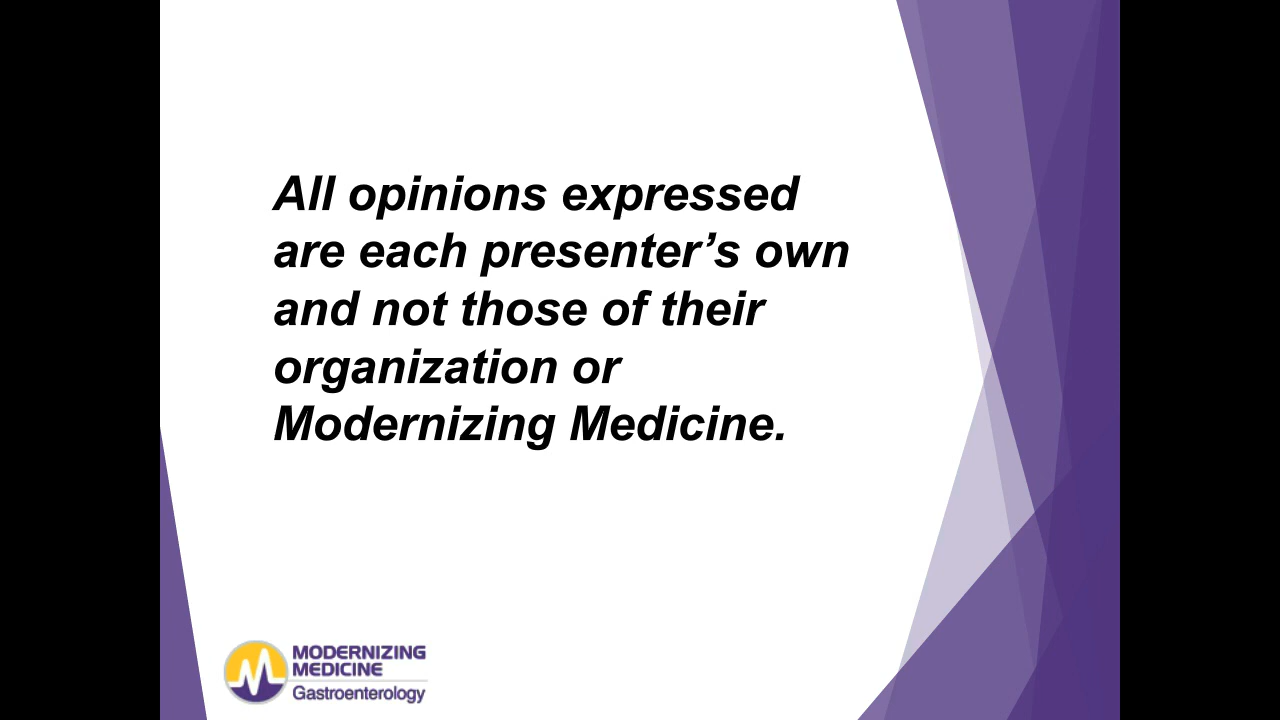 All opinions expressed
are each presenter’s own
and not those of their
organization or
Modernizing Medicine.
MODERNIZING
MEDICINE
Gastroenterology